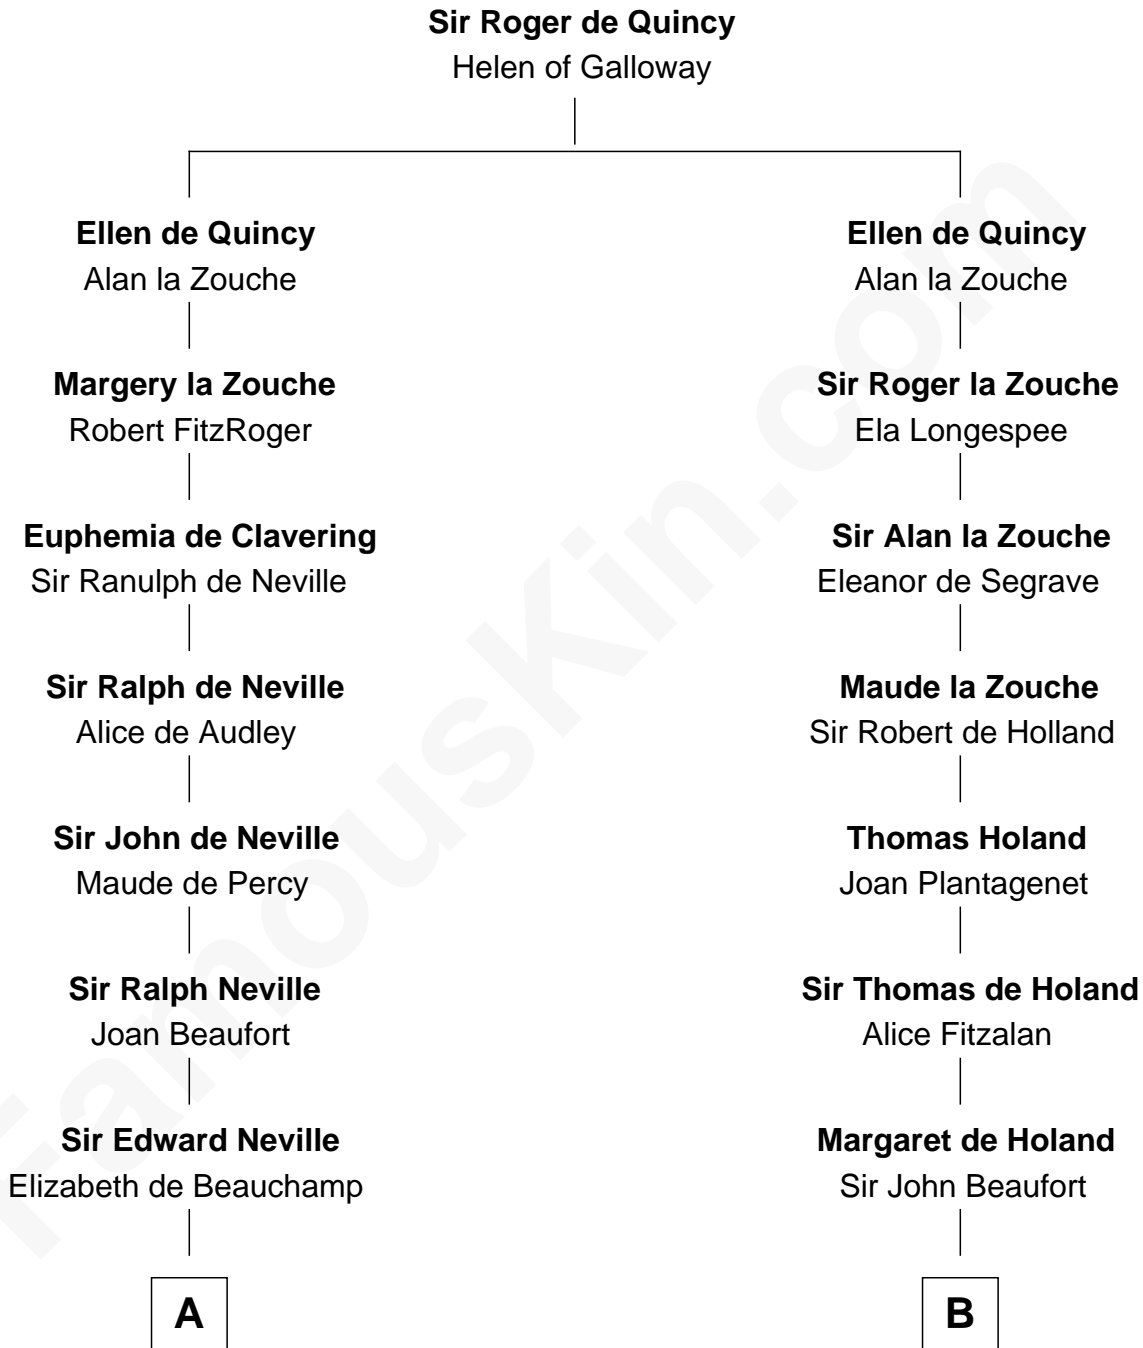 Sir Roger de Quincy
Helen of Galloway
Ellen de Quincy
Alan la Zouche
Ellen de Quincy
Alan la Zouche
Margery la Zouche
Robert FitzRoger
Sir Roger la Zouche
Ela Longespee
Euphemia de Clavering
Sir Ranulph de Neville
Sir Alan la Zouche
Eleanor de Segrave
Sir Ralph de Neville
Alice de Audley
Maude la Zouche
Sir Robert de Holland
Sir John de Neville
Maude de Percy
Thomas Holand
Joan Plantagenet
Sir Ralph Neville
Joan Beaufort
Sir Thomas de Holand
Alice Fitzalan
Sir Edward Neville
Elizabeth de Beauchamp
Margaret de Holand
Sir John Beaufort
A
B
FamousKin.com